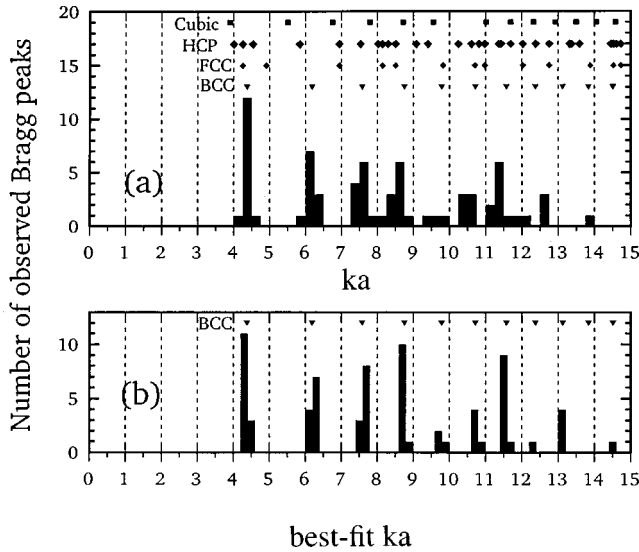 20
Cubic
HCP
15
FCC
BCC
10
5
(a)
0
0 1 2 3 4 5 6 7 8 9 10 11 12 13 14 15
ka
Number of observed Bragg peaks
BCC
10
5
(b)
0
0 1 2 3 4 5 6 7 8 9 10 11 12 13 14 15
best-fit ka